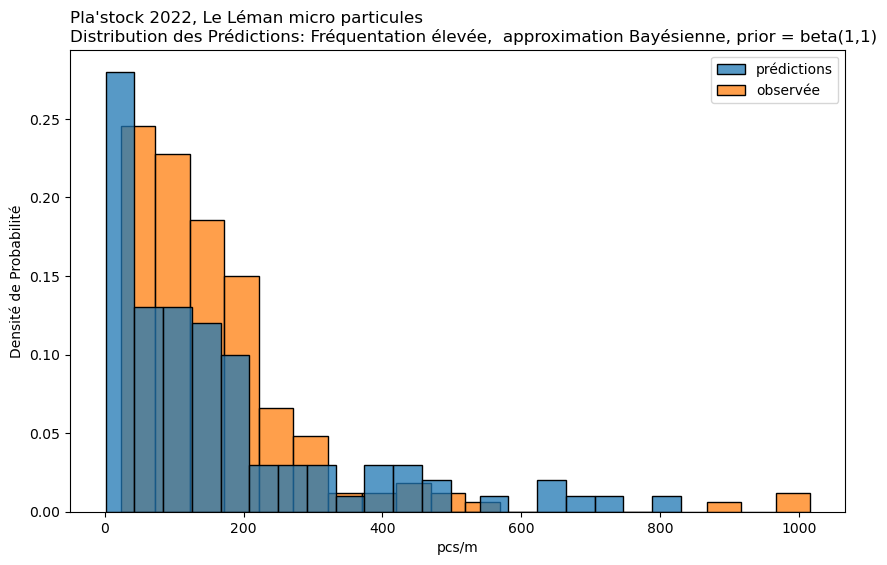 Pla'stock 2022, Le Léman micro particules
Distribution des Prédictions: Fréquentation élevée,  approximation Bayésienne, prior = beta(1,1)
prédictions
observée
Densité de Probabilité
0.25
0.20
0.15
0.10
0.05
0.00
0 200 400 600 800 1000
pcs/m